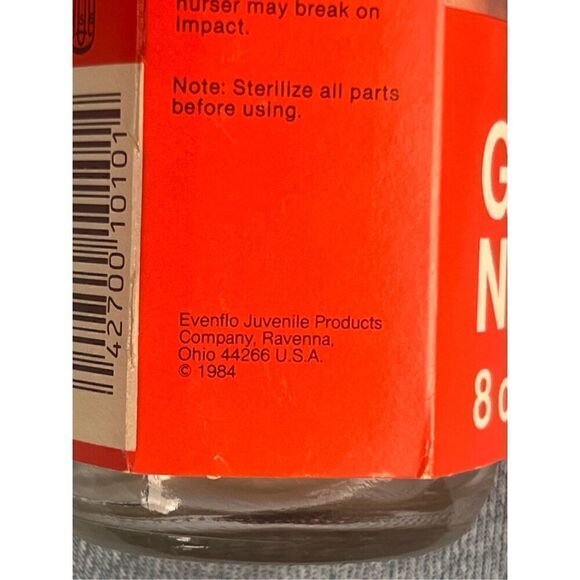 nurser may break on
impact.
Note: Sterilize all parts
before using.
Evenflo Juvenile Products
Company, Ravenna,
Ohio 44266 U.S.A.
© 1984
42700 10101
G
N
8 o